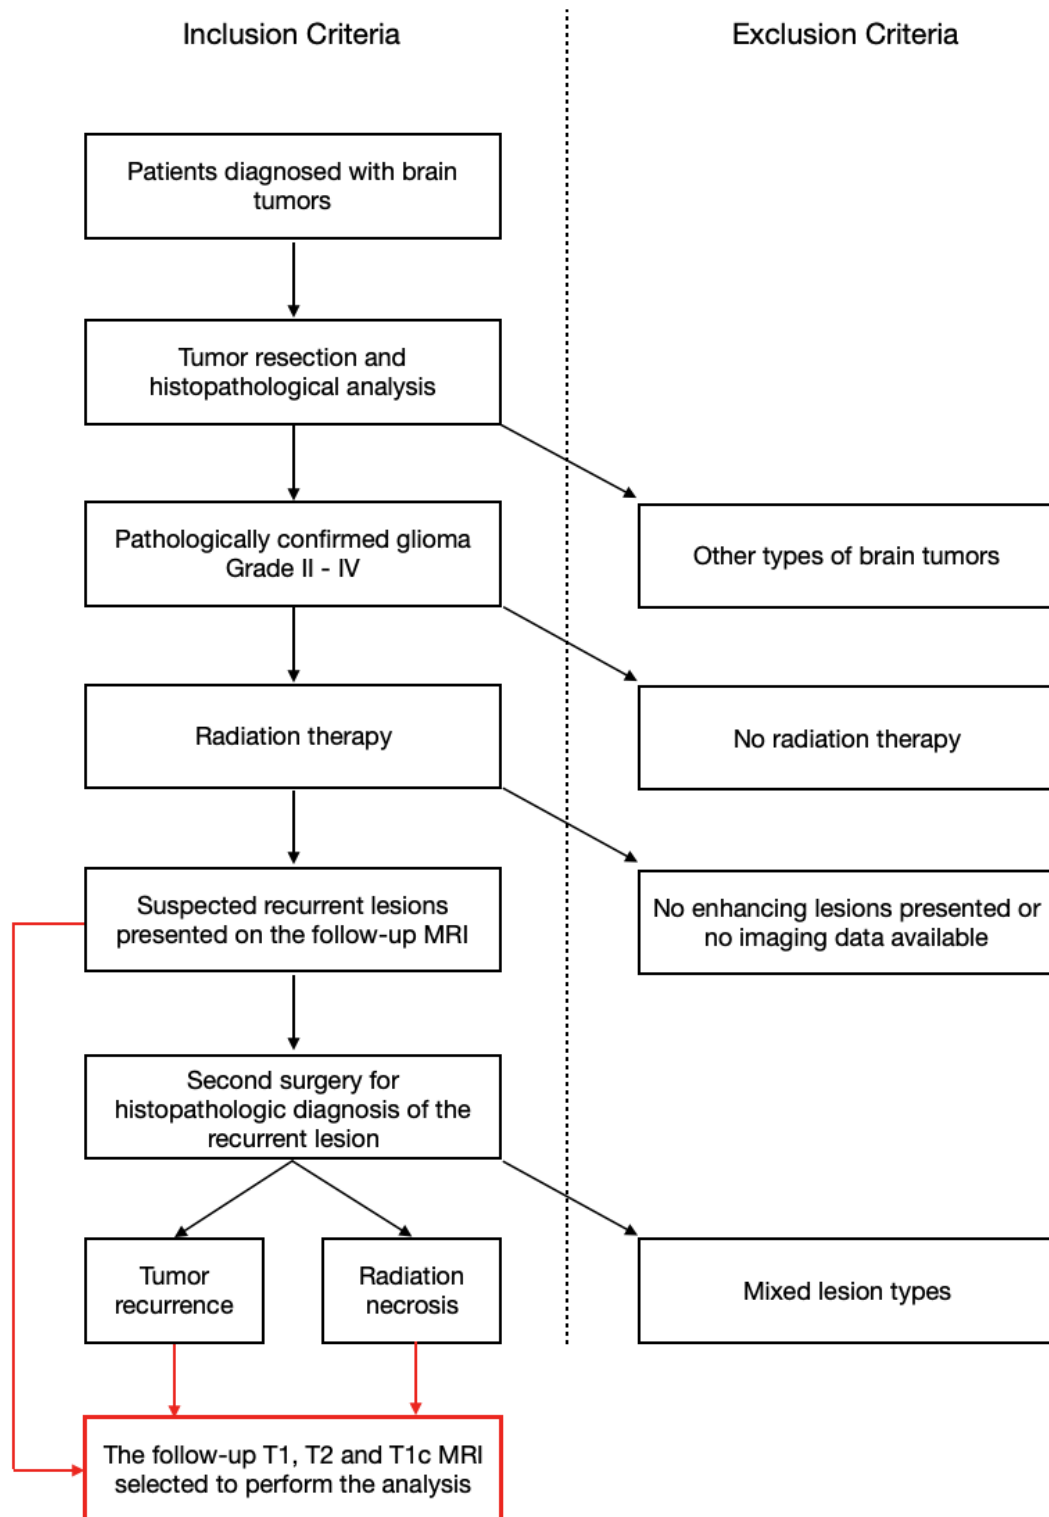 Inclusion Criteria
Exclusion Criteria
Patients diagnosed with brain
tumors
Tumor resection and
histopathological analysis
Pathologically confirmed glioma
Grade II - IV
Other types of brain tumors
Radiation therapy
No radiation therapy
Suspected recurrent lesions
presented on the follow-up MRI
No enhancing lesions presented or
no imaging data available
Second surgery for
histopathologic diagnosis of the
recurrent lesion
Tumor
recurrence
Radiation
necrosis
Mixed lesion types
The follow-up T1, T2 and T1c MRI
selected to perform the analysis